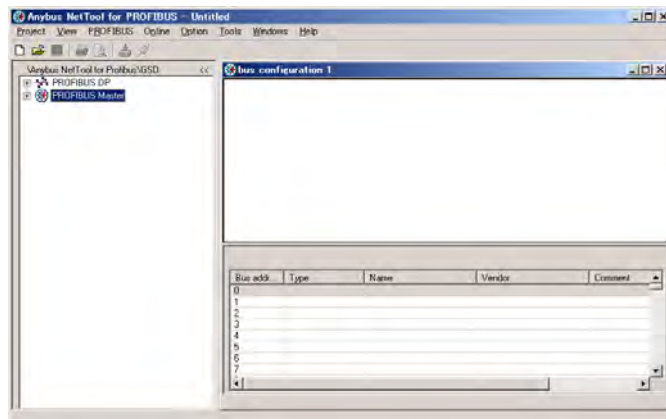 Anybus NetTool for PROFIBUS - Untitled
Project View PROFIBUS Online Option Tools Windows Help
\Anybus NetTool for Profibus\GSD <<
PROFIBUS DP
PROFIBUS Master
bus configuration 1
Bus addr... Type Name Vendor Comment
0
1
2
3
4
5
6
7